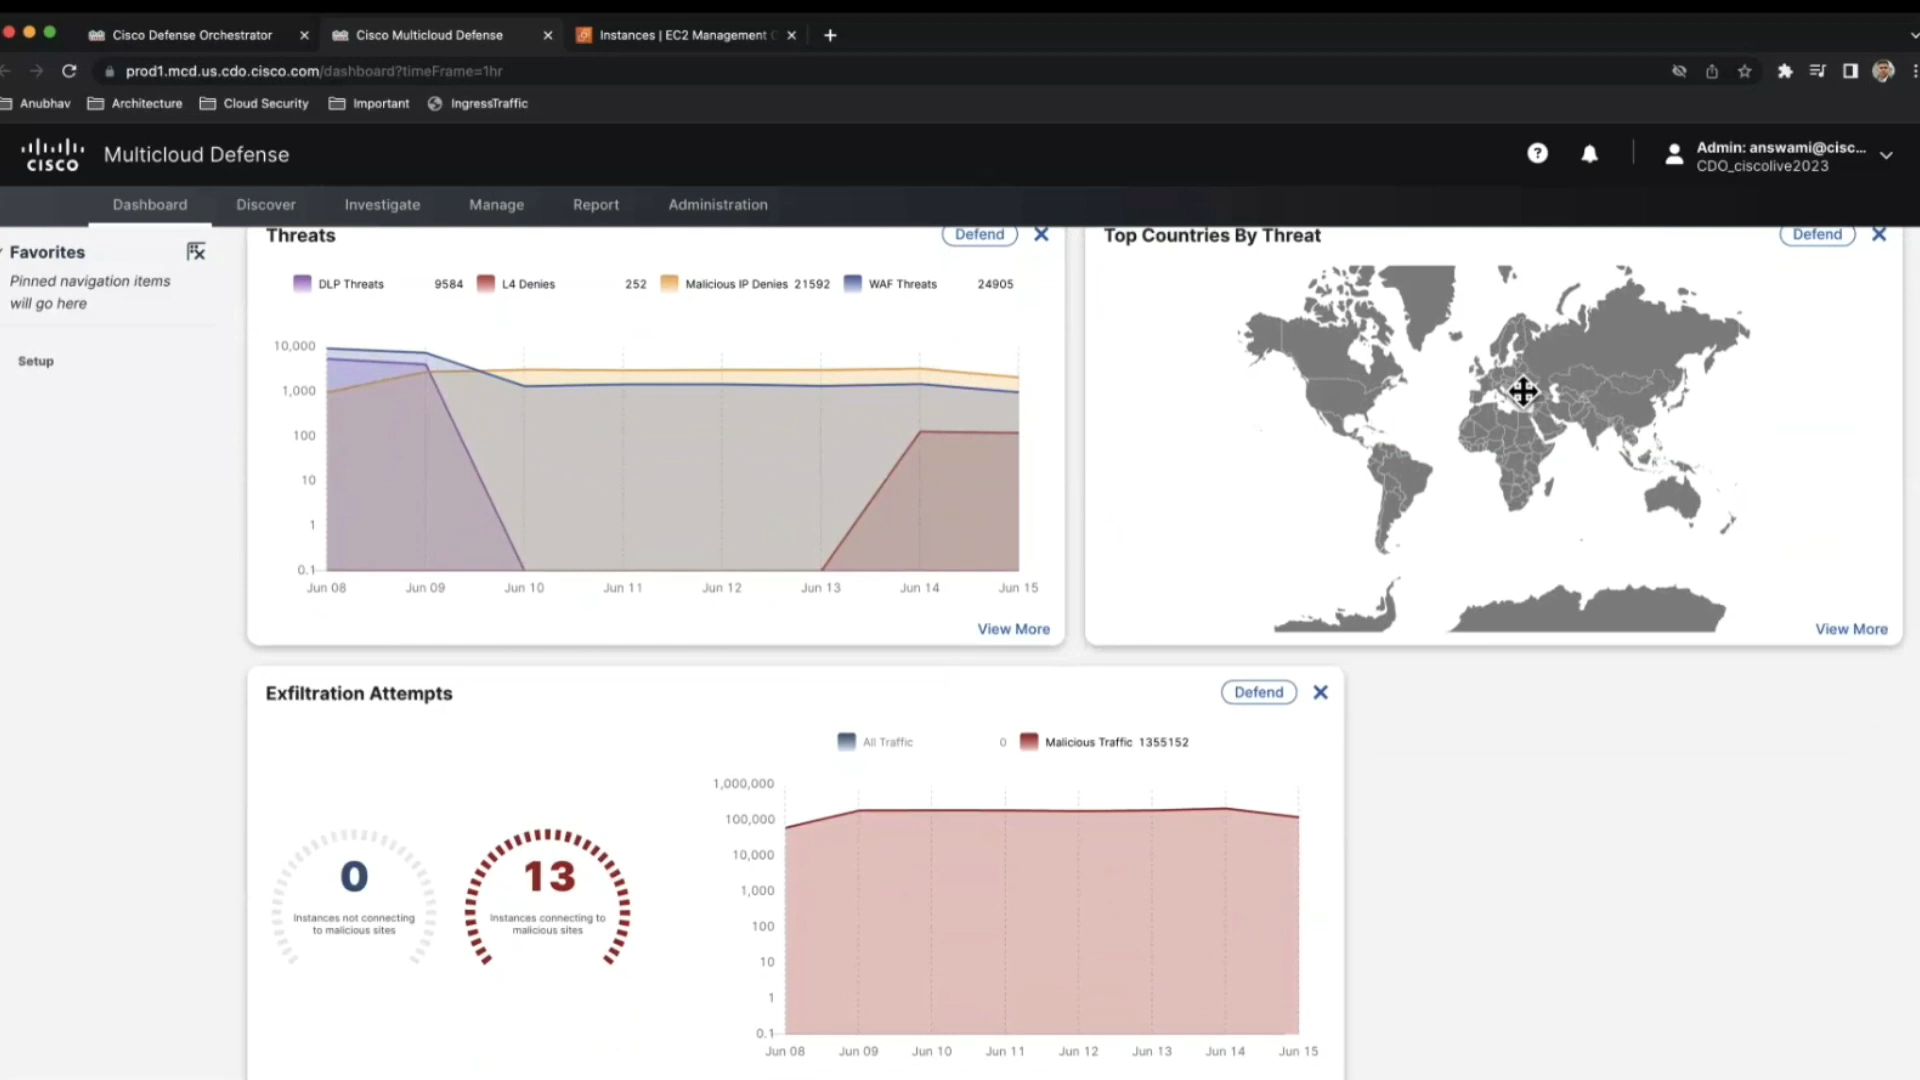 Cisco Defense Orchestrator
Cisco Multicloud Defense
Instances | EC2 Management C
prod1.mcd.us.cdo.cisco.com/dashboard?timeFrame=1hr
Anubhav
Architecture
Cloud Security
Important
IngressTraffic
CISCO
Multicloud Defense
Admin: answami@cisc...
CDO_ciscolive2023
Dashboard
Discover
Investigate
Manage
Report
Administration
Favorites
Pinned navigation items
will go here
Setup
Threats
Defend
DLP Threats 9584
L4 Denies 252
Malicious IP Denies 21592
WAF Threats 24905
10,000
1,000
100
10
1
0.1
Jun 08
Jun 09
Jun 10
Jun 11
Jun 12
Jun 13
Jun 14
Jun 15
View More
Top Countries By Threat
Defend
View More
Exfiltration Attempts
Defend
All Traffic 0
Malicious Traffic 1355152
0
Instances not connecting
to malicious sites
13
Instances connecting to
malicious sites
1,000,000
100,000
10,000
1,000
100
10
1
0.1
Jun 08
Jun 09
Jun 10
Jun 11
Jun 12
Jun 13
Jun 14
Jun 15